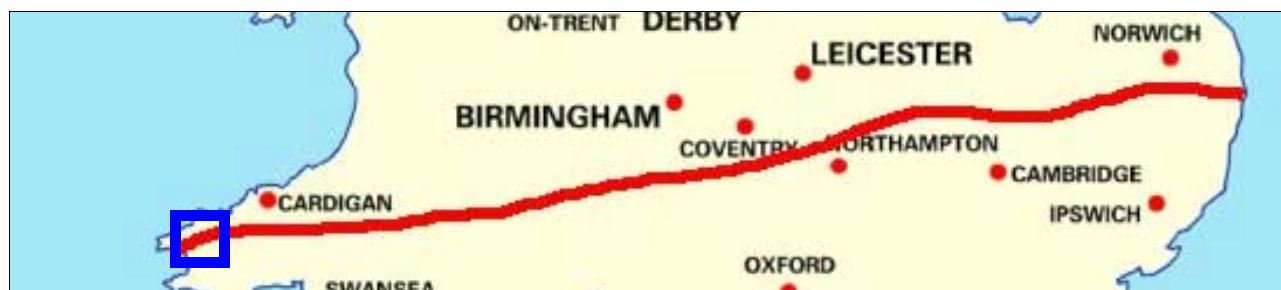 ON-TRENT DERBY
NORWICH
LEICESTER
BIRMINGHAM
COVENTRY NORTHAMPTON
CAMBRIDGE
CARDIGAN
IPSWICH
OXFORD
SWANSEA